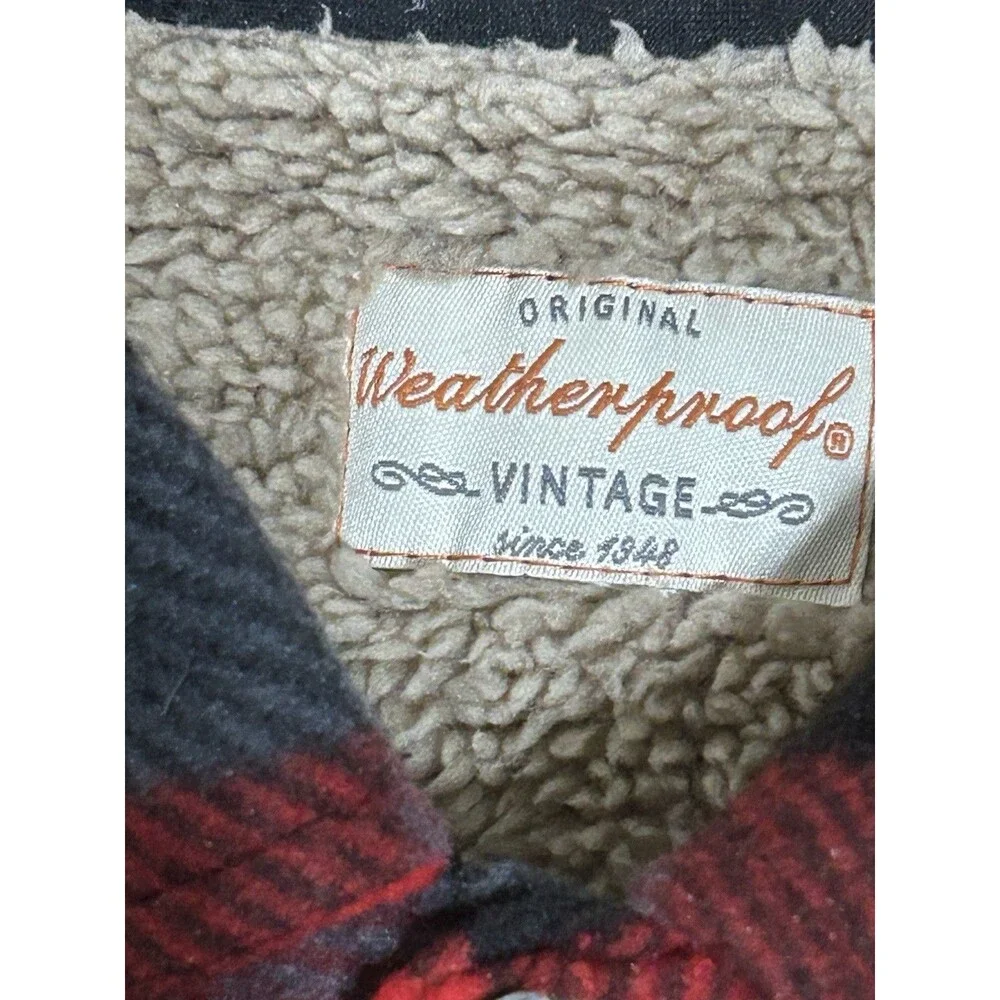 ORIGINAL
Weatherproof®
VINTAGE
since 1948